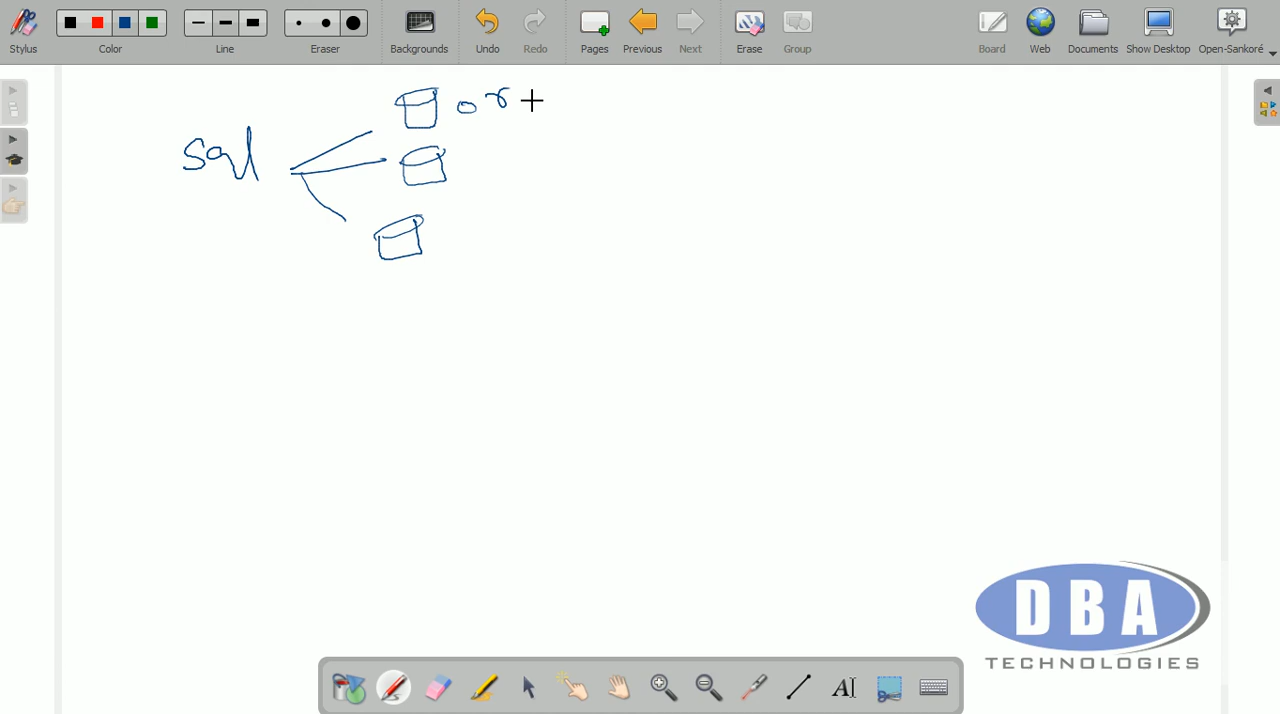 Stylus Color Line Eraser Backgrounds Undo Redo Pages Previous Next Erase Group Board Web Documents Show Desktop Open-Sankoré
or
sql
DBA
TECHNOLOGIES
AI